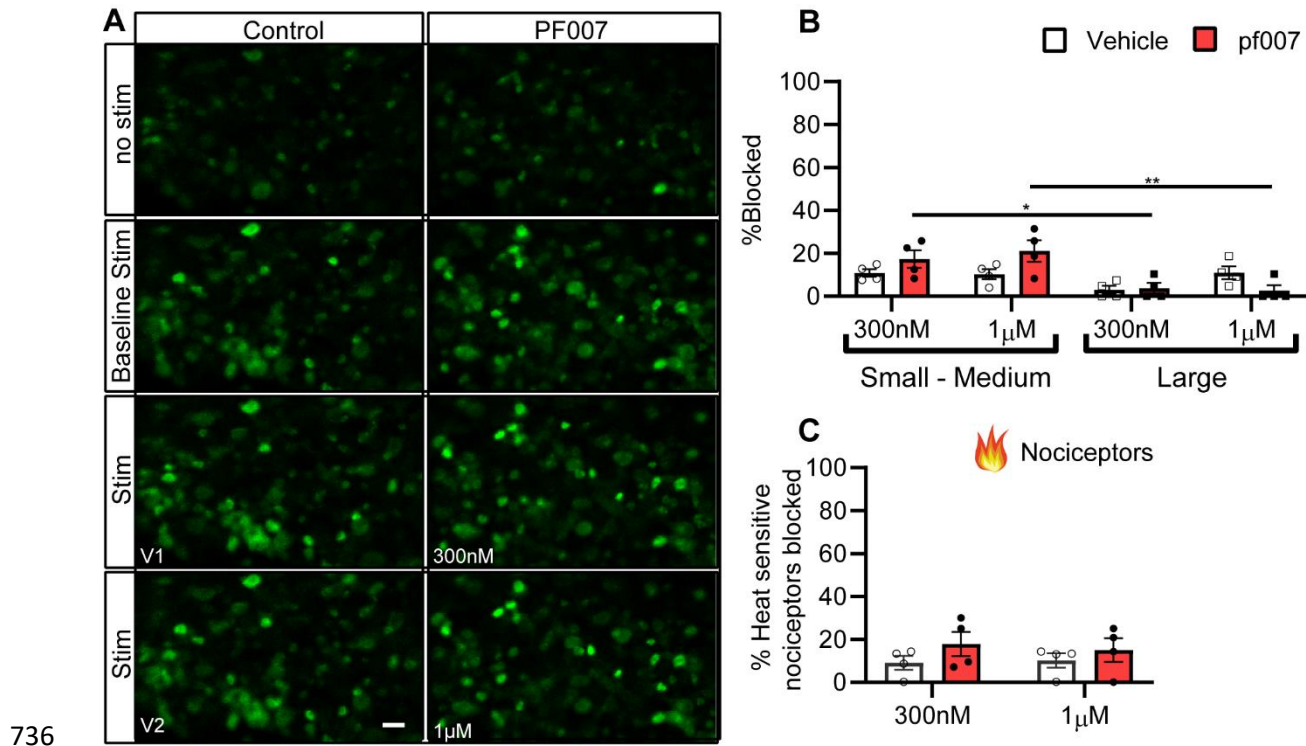 A
Control
PF007
no stim
Baseline Stim
Stim
V1
300nM
Stim
V2
1µM
B
Vehicle
pf007
%Blocked
100
80
60
40
20
0
*
**
300nM
1µM
300nM
1µM
Small - Medium
Large
C
Nociceptors
% Heat sensitive
nociceptors blocked
100
80
60
40
20
0
300nM
1µM
736